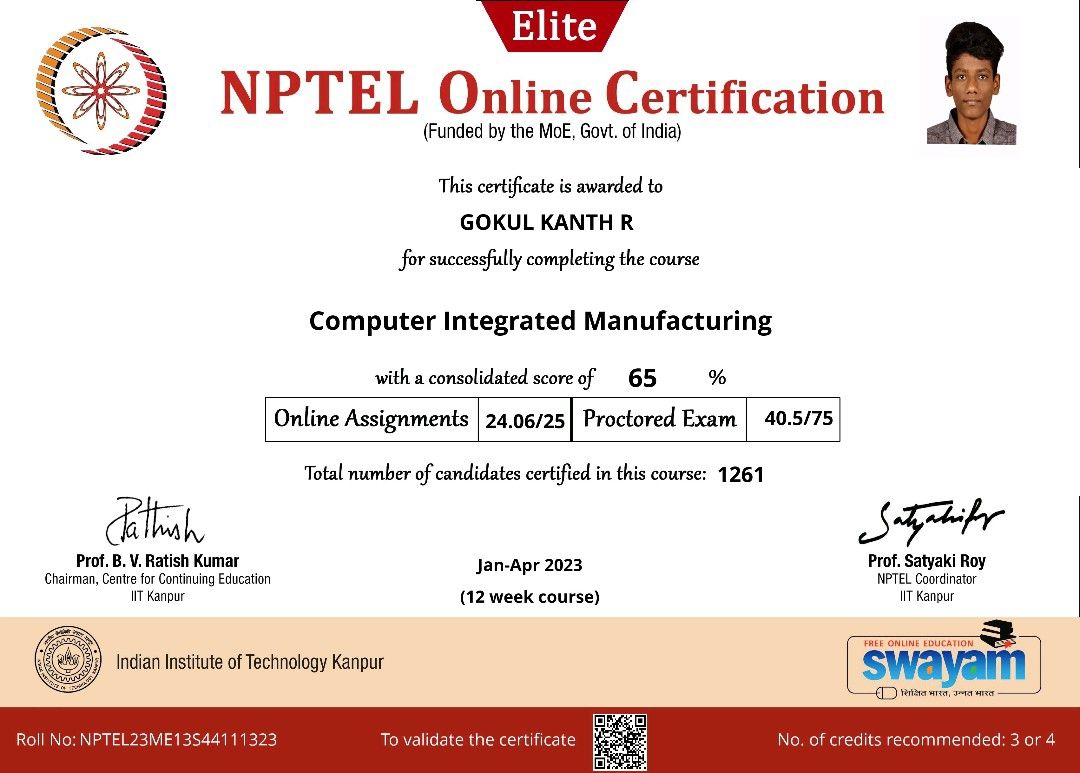 Elite
NPTEL Online Certification
(Funded by the MoE, Govt. of India)
This certificate is awarded to
GOKUL KANTH R
for successfully completing the course
Computer Integrated Manufacturing
with a consolidated score of 65 %
Online Assignments 24.06/25 Proctored Exam 40.5/75
Total number of candidates certified in this course: 1261
Prof. B. V. Ratish Kumar
Chairman, Centre for Continuing Education
IIT Kanpur
Jan-Apr 2023
(12 week course)
Prof. Satyaki Roy
NPTEL Coordinator
IIT Kanpur
Indian Institute of Technology Kanpur
FREE ONLINE EDUCATION
swayam
शिक्षित भारत, उन्नत भारत
Roll No: NPTEL23ME13S44111323
To validate the certificate
No. of credits recommended: 3 or 4